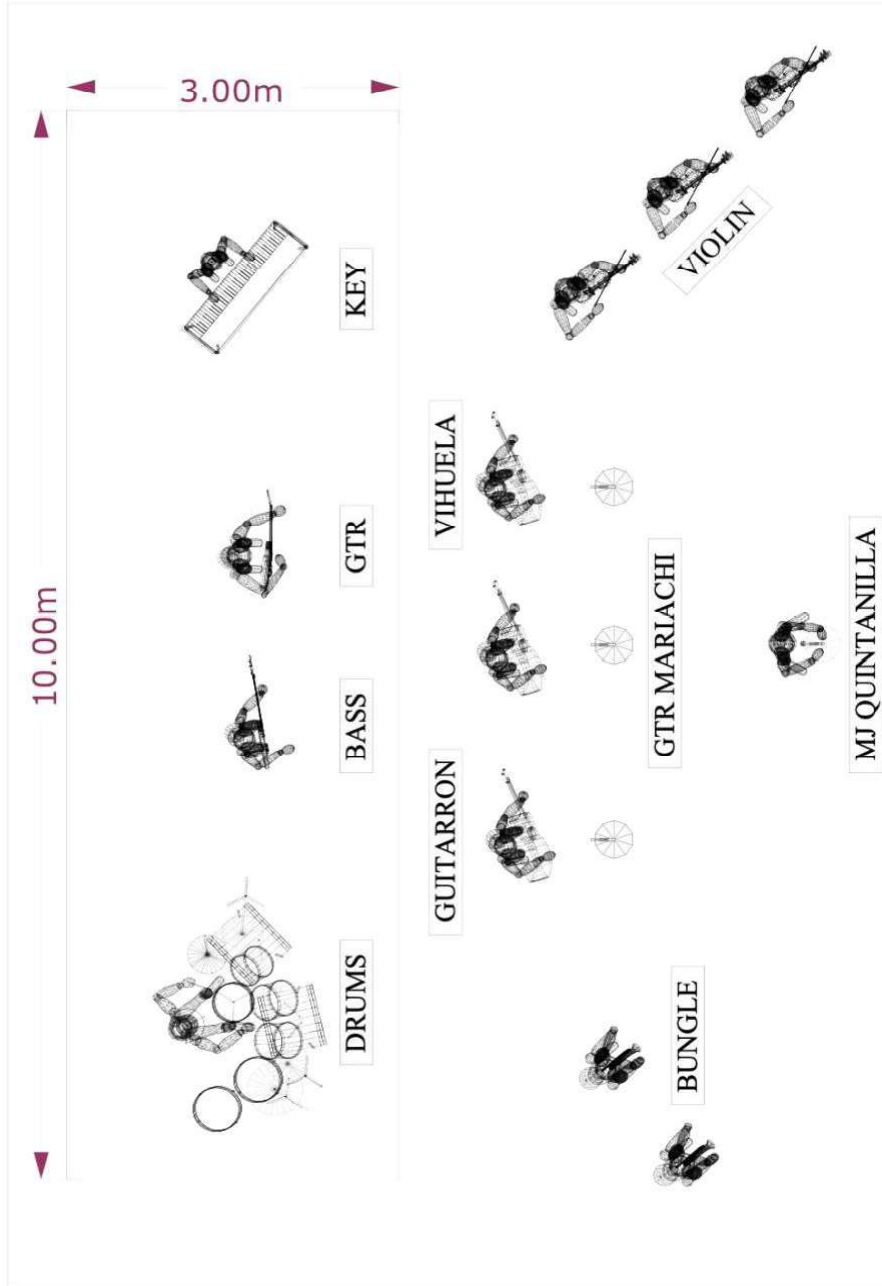 3.00m
10.00m
KEY
GTR
BASS
DRUMS
VIOLIN
VIHUELA
GTR MARIACHI
GUITARRON
BUNGLE
MJ QUINTANILLA